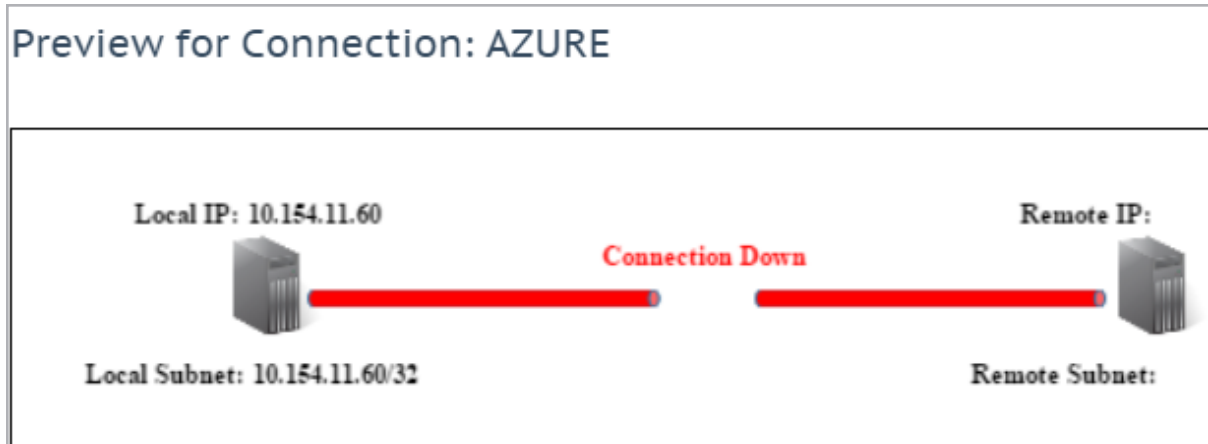 Preview for Connection: AZURE
Local IP: 10.154.11.60
Remote IP:
Connection Down
Local Subnet: 10.154.11.60/32
Remote Subnet: